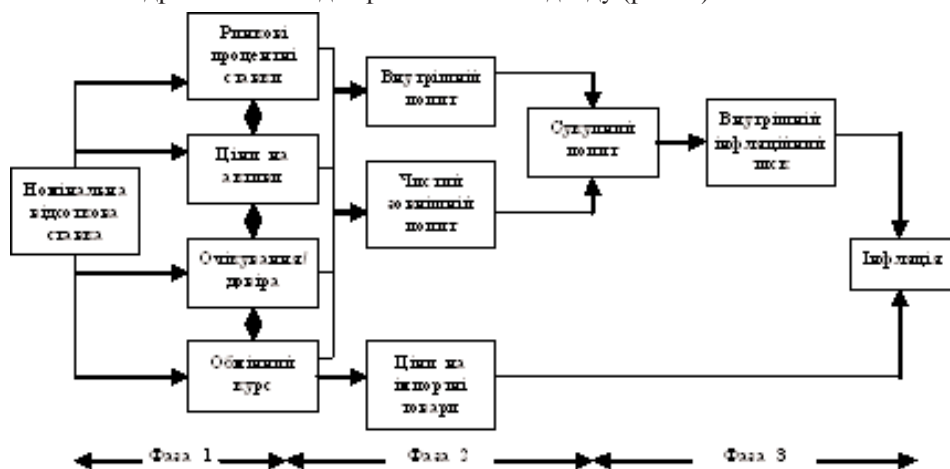 Ринкові
процентні
ставки
Ціни на
активи
Номінальна
відсоткова
ставка
Очікування/
довіра
Обмінний
курс
Внутрішній
попит
Чистий
зовнішній
попит
Ціни на
імпортні
товари
Сукупний
попит
Внутрішній
інфляційний
тиск
Інфляція
Фаза 1
Фаза 2
Фаза 3